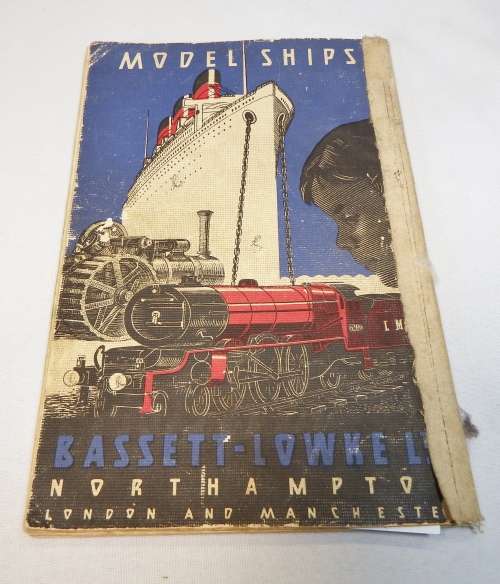 MODEL SHIPS
L M
BASSETT-LOWKE L
NORTHAMPTO
LONDON AND MANCHESTE